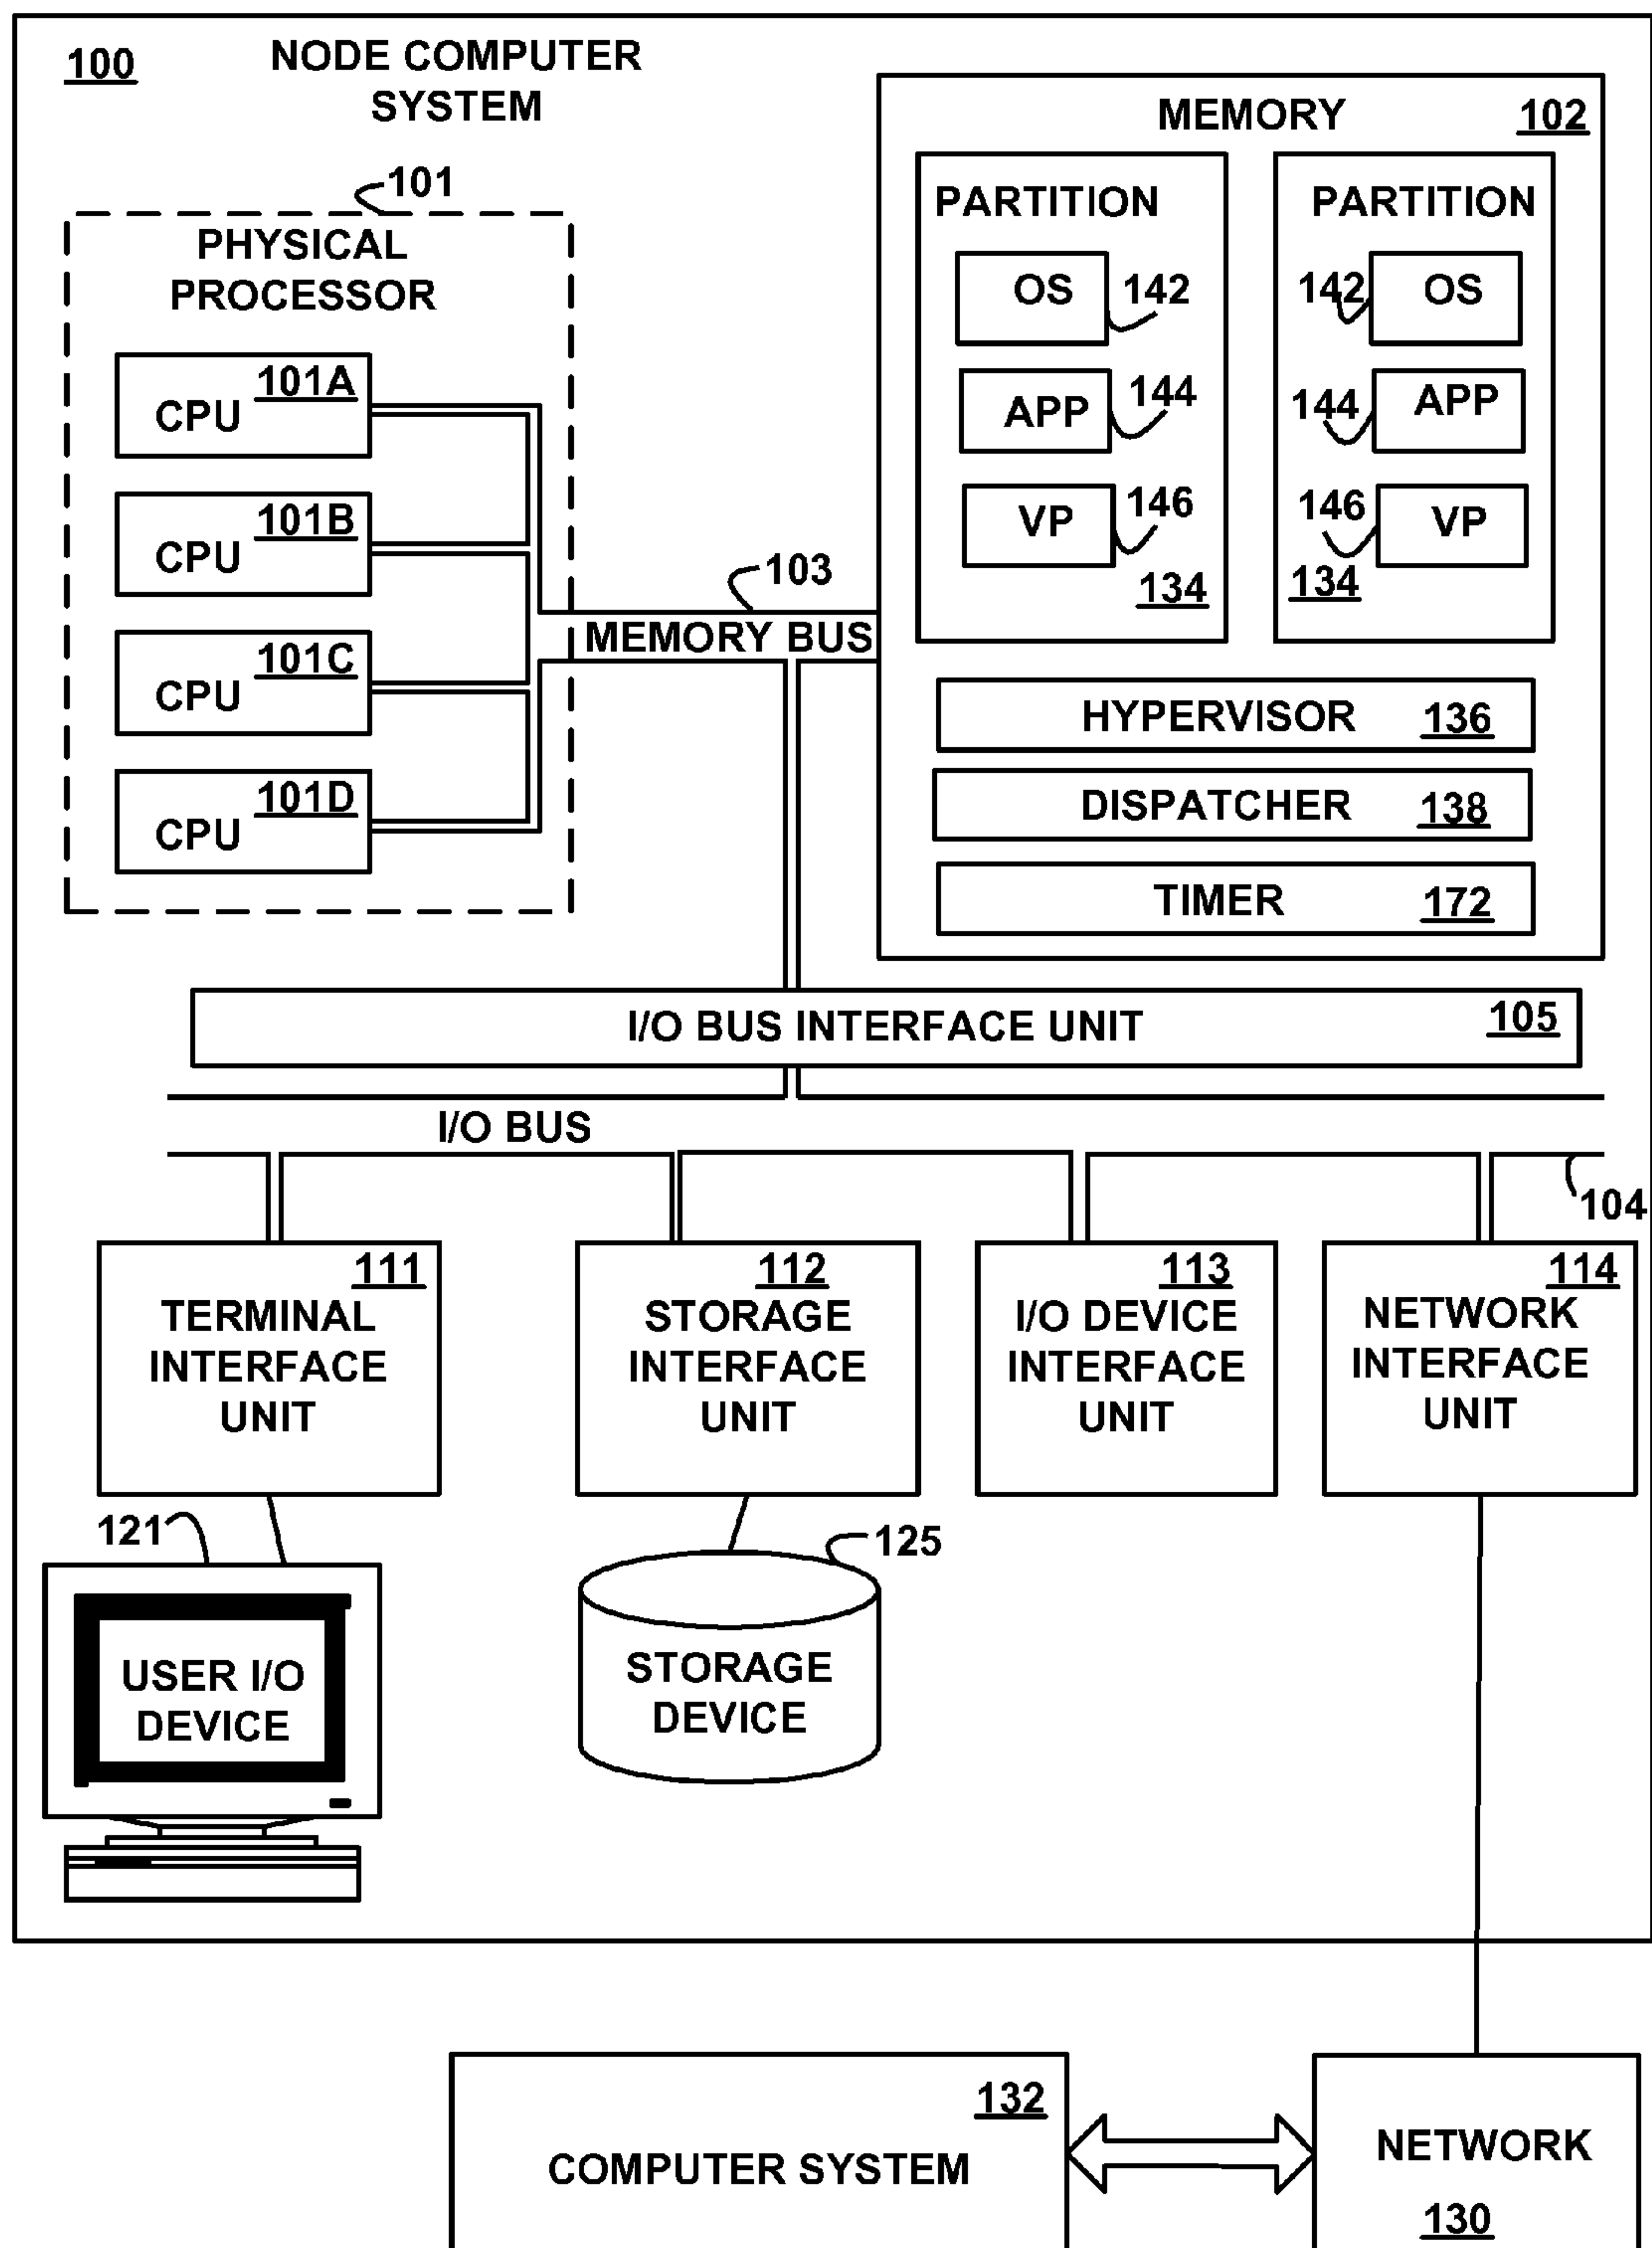 100
NODE COMPUTER
SYSTEM
101
PHYSICAL
PROCESSOR
101A
CPU
101B
CPU
101C
CPU
101D
CPU
103
MEMORY BUS
MEMORY
102
PARTITION
OS
142
APP
144
VP
146
134
PARTITION
142
OS
144
APP
146
VP
134
HYPERVISOR
136
DISPATCHER
138
TIMER
172
I/O BUS INTERFACE UNIT
105
I/O BUS
104
111
TERMINAL
INTERFACE
UNIT
112
STORAGE
INTERFACE
UNIT
113
I/O DEVICE
INTERFACE
UNIT
114
NETWORK
INTERFACE
UNIT
121
USER I/O
DEVICE
125
STORAGE
DEVICE
132
COMPUTER SYSTEM
NETWORK
130